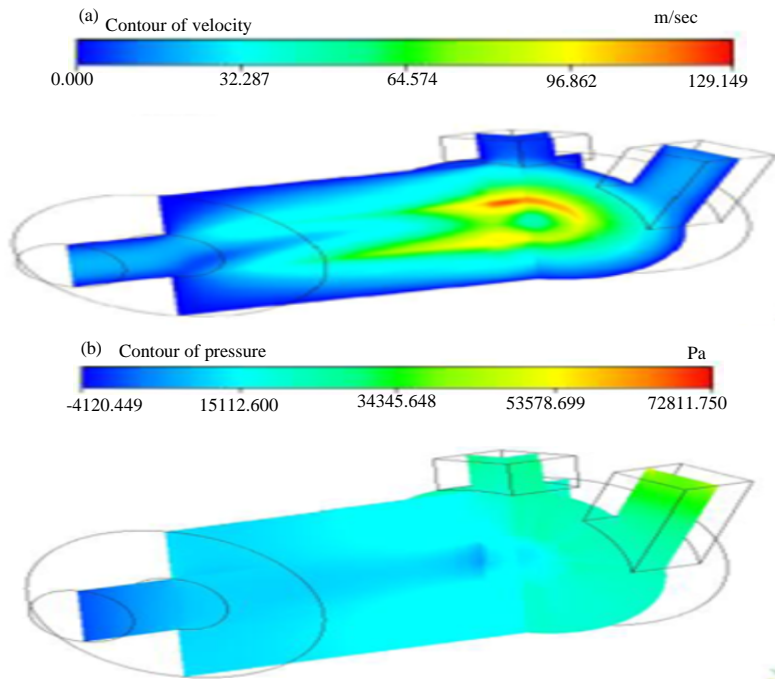 (a) Contour of velocity m/sec
0.000 32.287 64.574 96.862 129.149
(b) Contour of pressure Pa
-4120.449 15112.600 34345.648 53578.699 72811.750